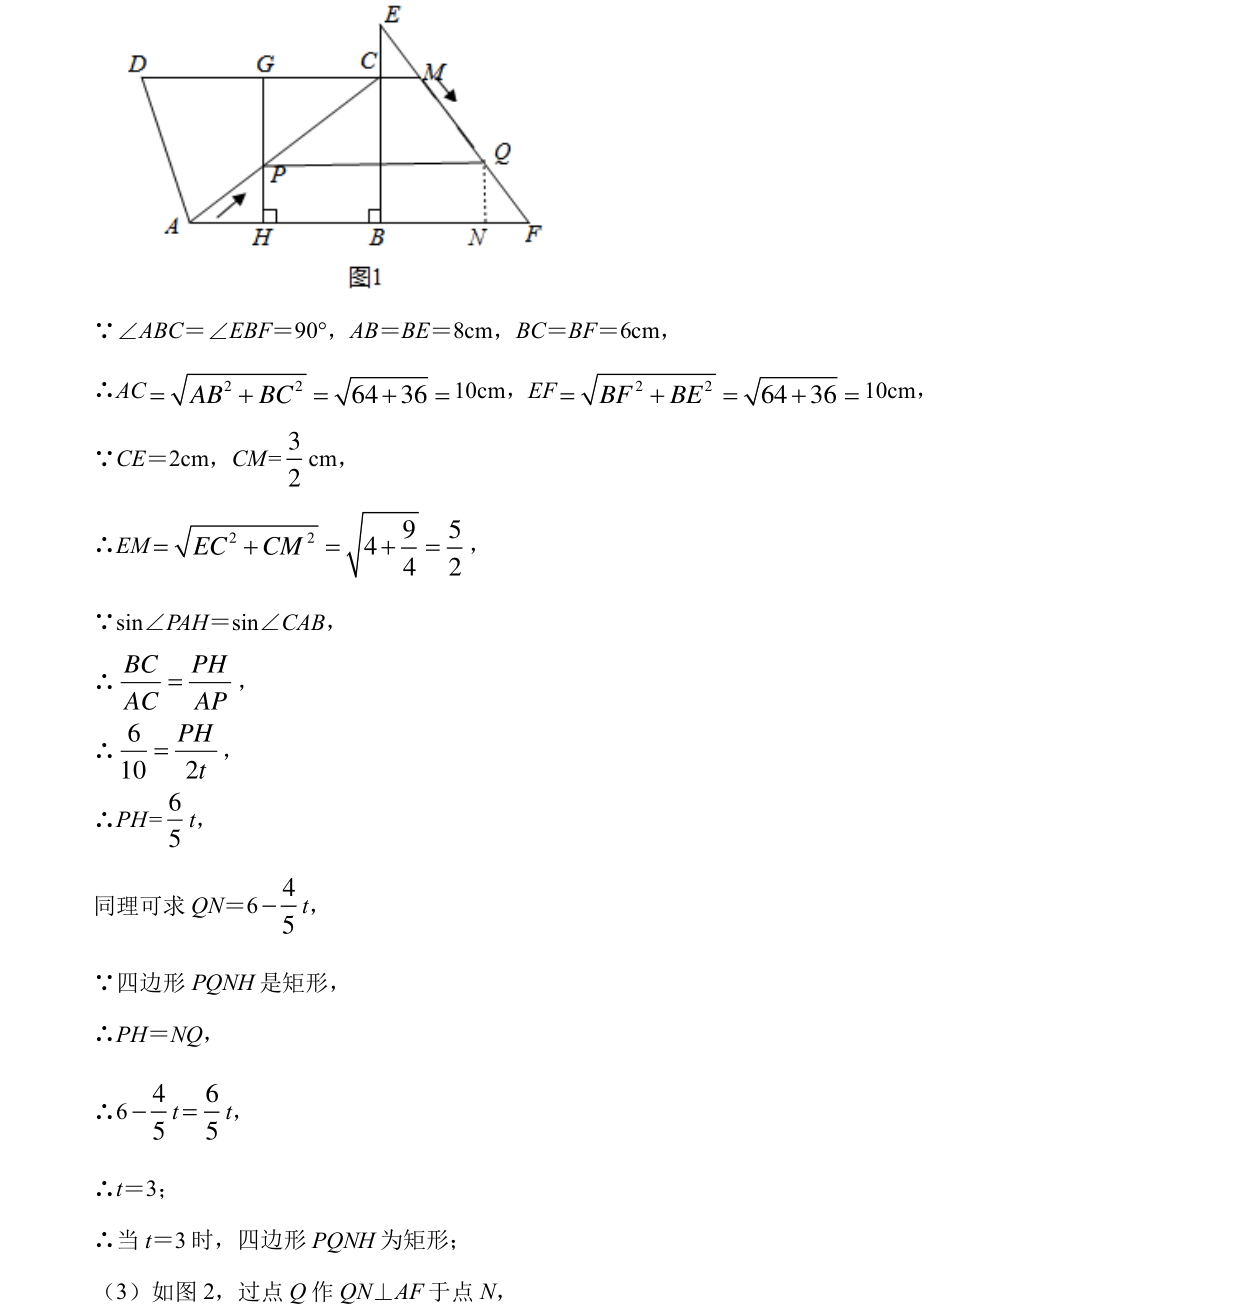 E
D G C M
Q
P
A H B N F
图1
∵∠ABC=∠EBF=90°，AB=BE=8cm，BC=BF=6cm，
∴AC=√(AB²+BC²)=√(64+36)=10cm，EF=√(BF²+BE²)=√(64+36)=10cm，
∵CE=2cm，CM=3/2cm，
∴EM=√(EC²+CM²)=√(4+9/4)=5/2，
∵sin∠PAH=sin∠CAB，
∴BC/AC=PH/AP，
∴6/10=PH/2t，
∴PH=6/5t，
同理可求QN=6−4/5t，
∵四边形PQNH是矩形，
∴PH=NQ，
∴6−4/5t=6/5t，
∴t=3；
∴当t=3时，四边形PQNH为矩形；
（3）如图2，过点Q作QN⊥AF于点N，